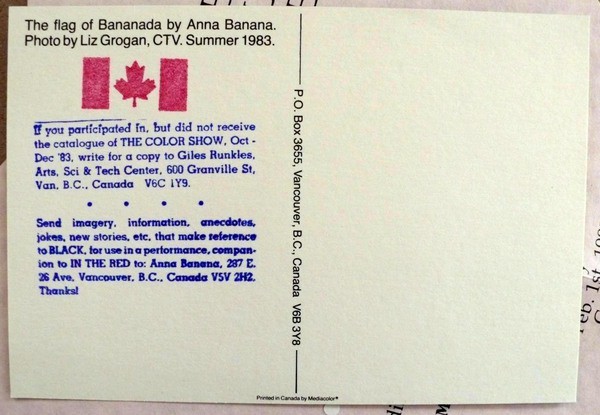 The flag of Bananada by Anna Banana.
Photo by Liz Grogan, CTV. Summer 1983.
If you participated in, but did not receive
the catalogue of THE COLOR SHOW, Oct -
Dec '83, write for a copy to Giles Runkles,
Arts, Sci & Tech Center, 600 Granville St,
Van. B.C., Canada V6C 1Y9.
Send imagery, information, anecdotes,
jokes, new stories, etc. that make reference
to BLACK, for use in a performance, compan-
ion to IN THE RED to: Anna Banana, 287 E.
26 Ave. Vancouver, B.C., Canada V5V 2H2.
Thanks!
P.O. Box 3655, Vancouver, B.C., Canada V6B 3Y8
Printed in Canada by Mediacolor®
Feb. 1st